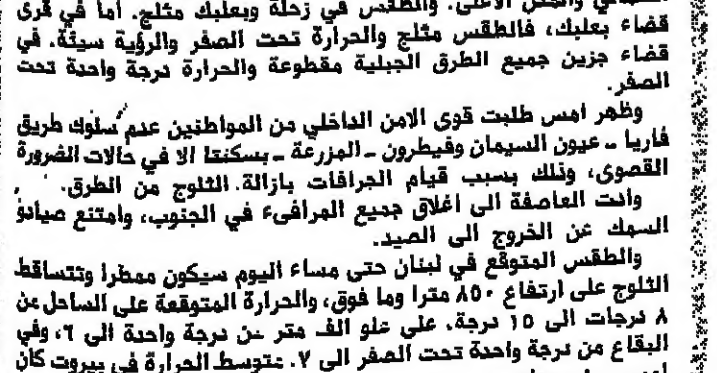 والمتن الاعلى. والطقس في زحلة وبعلبك مثلج. اما في قرى
قضاء بعلبك، فالطقس مثلج والحرارة تحت الصفر والرؤية سيئة. في
قضاء جزين جميع الطرق الجبلية مقطوعة والحرارة درجة واحدة تحت
الصفر.
وظهر امس طلبت قوى الامن الداخلي من المواطنين عدم سلوك طريق
فاريا - عيون السيمان وقيطرون - المزرعة - بسكنتا الا في حالات الضرورة
القصوى، وذلك بسبب قيام الجرافات بازالة الثلوج من الطرق.
وادت العاصفة الى اغلاق جميع المرافىء في الجنوب، وامتنع صيادو
السمك عن الخروج الى الصيد.
والطقس المتوقع في لبنان حتى مساء اليوم سيكون ممطرا وتتساقط
الثلوج على ارتفاع ٨٥٠ مترا وما فوق، والحرارة المتوقعة على الساحل من
٨ درجات الى ١٥ درجة. على علو الف متر من درجة واحدة الى ٦، وفي
البقاع من درجة واحدة تحت الصفر الى ٧. متوسط الحرارة في بيروت كان